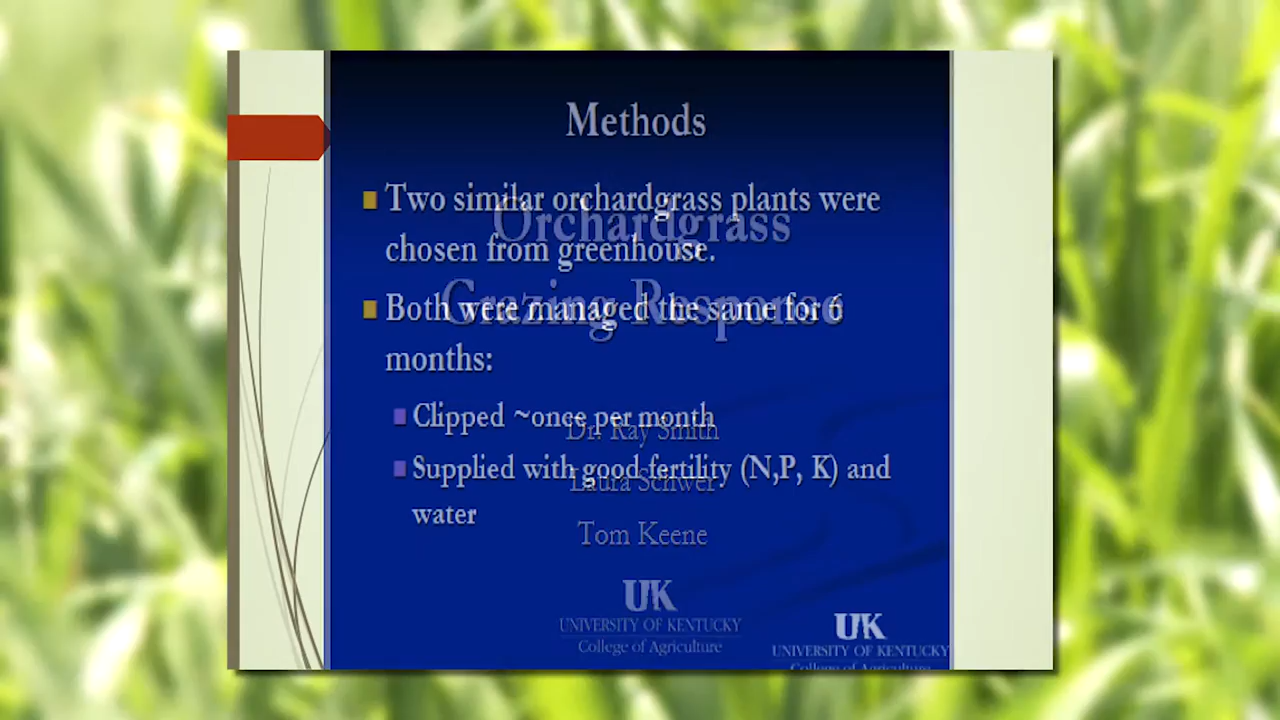 Methods
Two similar orchardgrass plants were
chosen from greenhouse.
Both were managed the same for 6
months:
Clipped ~once per month
Supplied with good fertility (N,P, K) and
water
Orchardgrass
Grazing Response
Dr. Ray Smith
Laura Schwer
Tom Keene
UK
UNIVERSITY OF KENTUCKY
College of Agriculture
UK
UNIVERSITY OF KENTUCKY
College of Agriculture